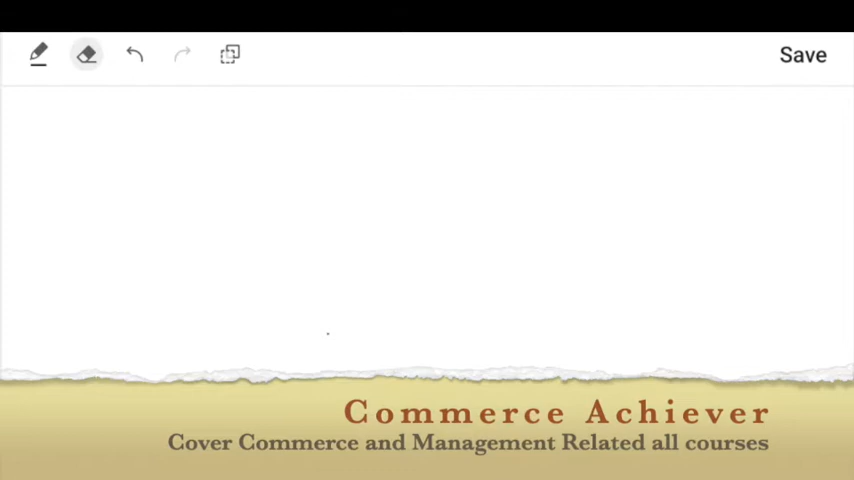 Save
Commerce Achiever
Cover Commerce and Management Related all courses